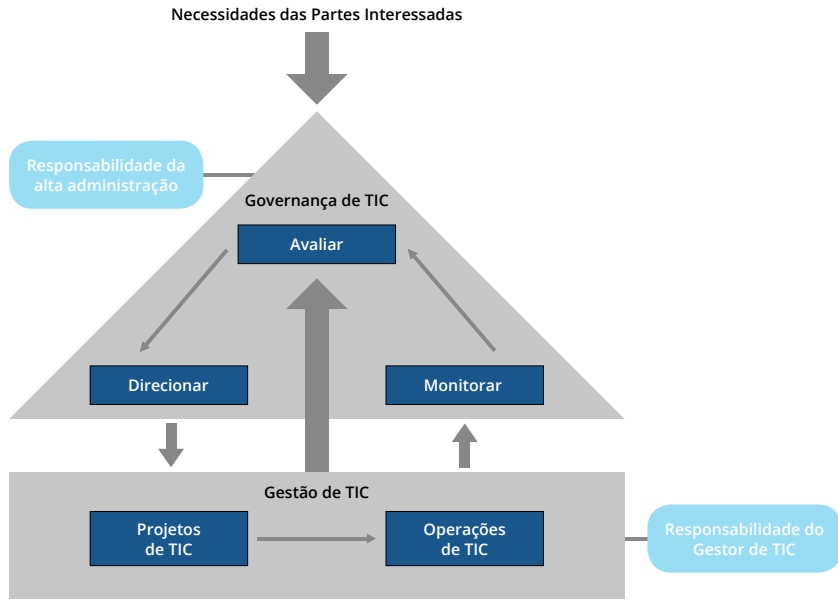 Necessidades das Partes Interessadas
Responsabilidade da
alta administração
Governança de TIC
Avaliar
Direcionar
Monitorar
Gestão de TIC
Projetos
de TIC
Operações
de TIC
Responsabilidade do
Gestor de TIC